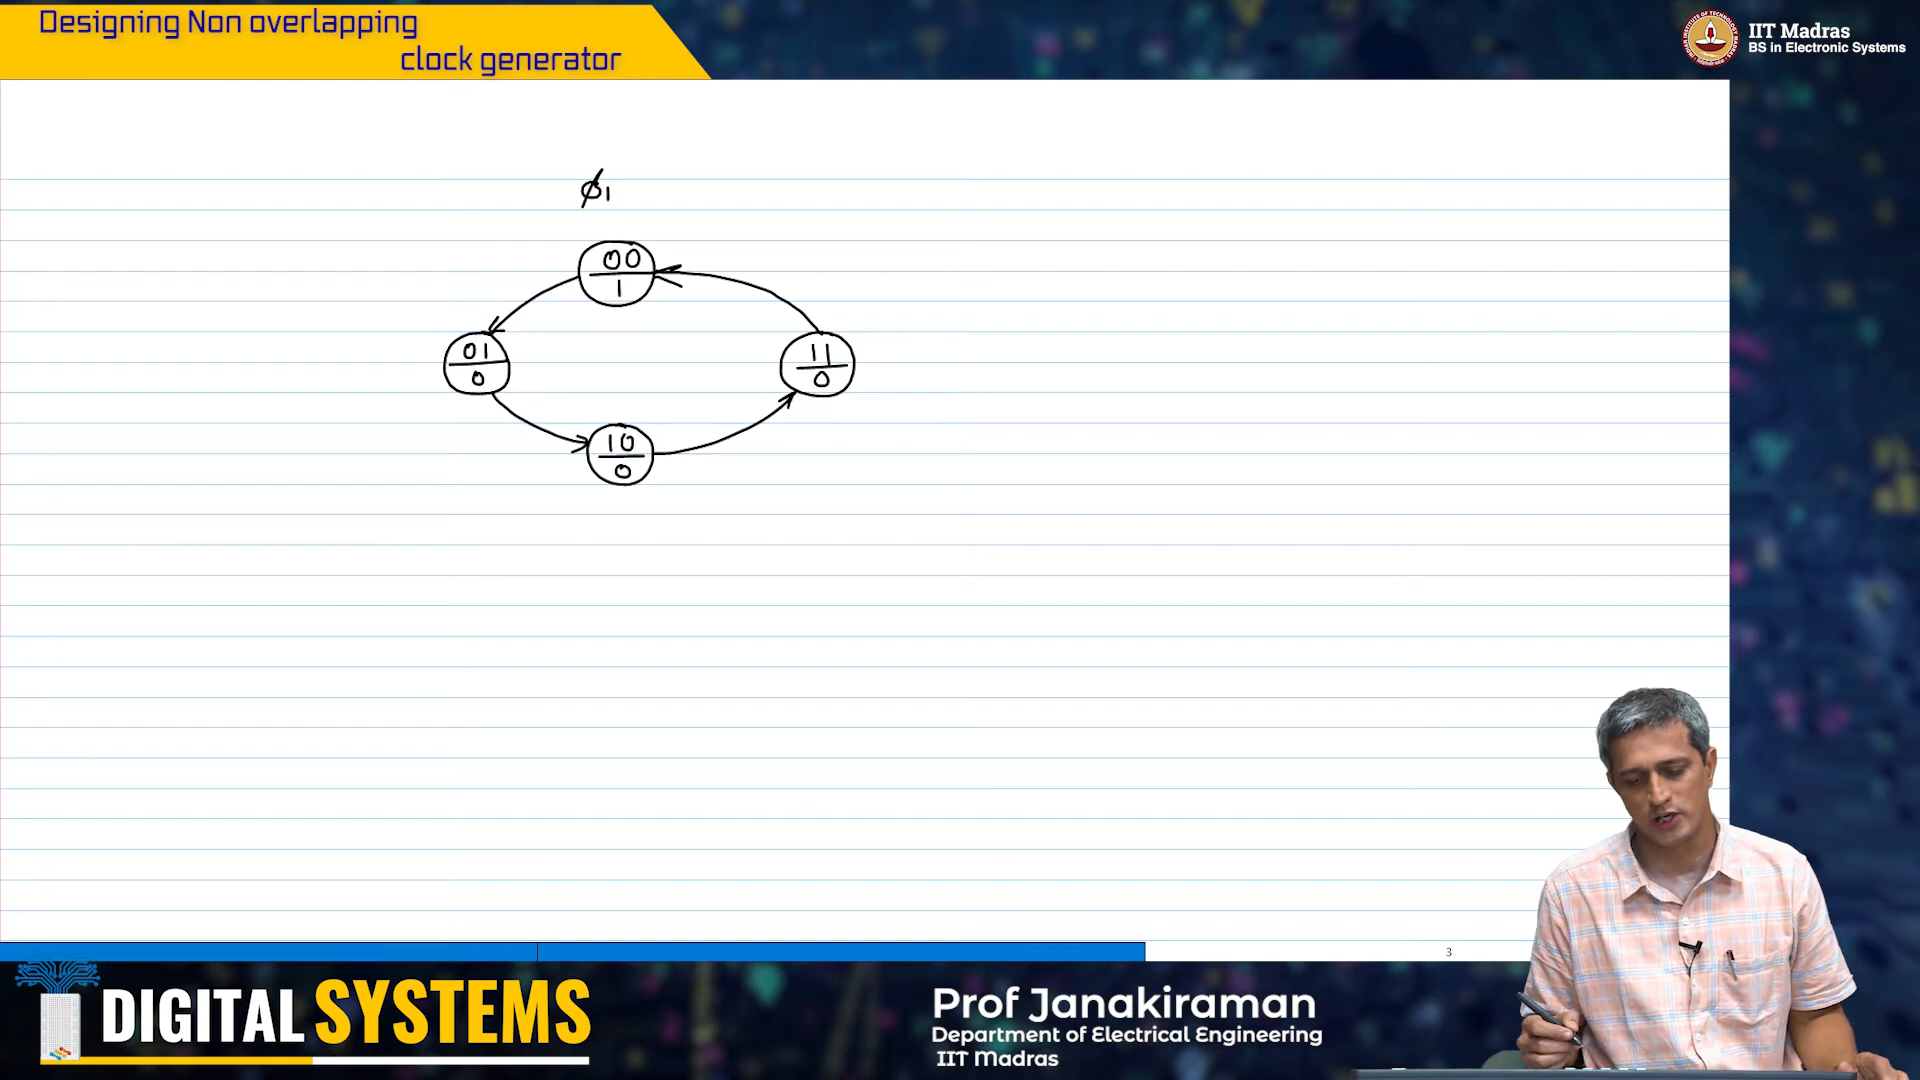 Designing Non overlapping
clock generator
IIT Madras
BS in Electronic Systems
ϕ1
00
1
01
0
11
0
10
0
3
DIGITAL SYSTEMS
Prof Janakiraman
Department of Electrical Engineering
IIT Madras